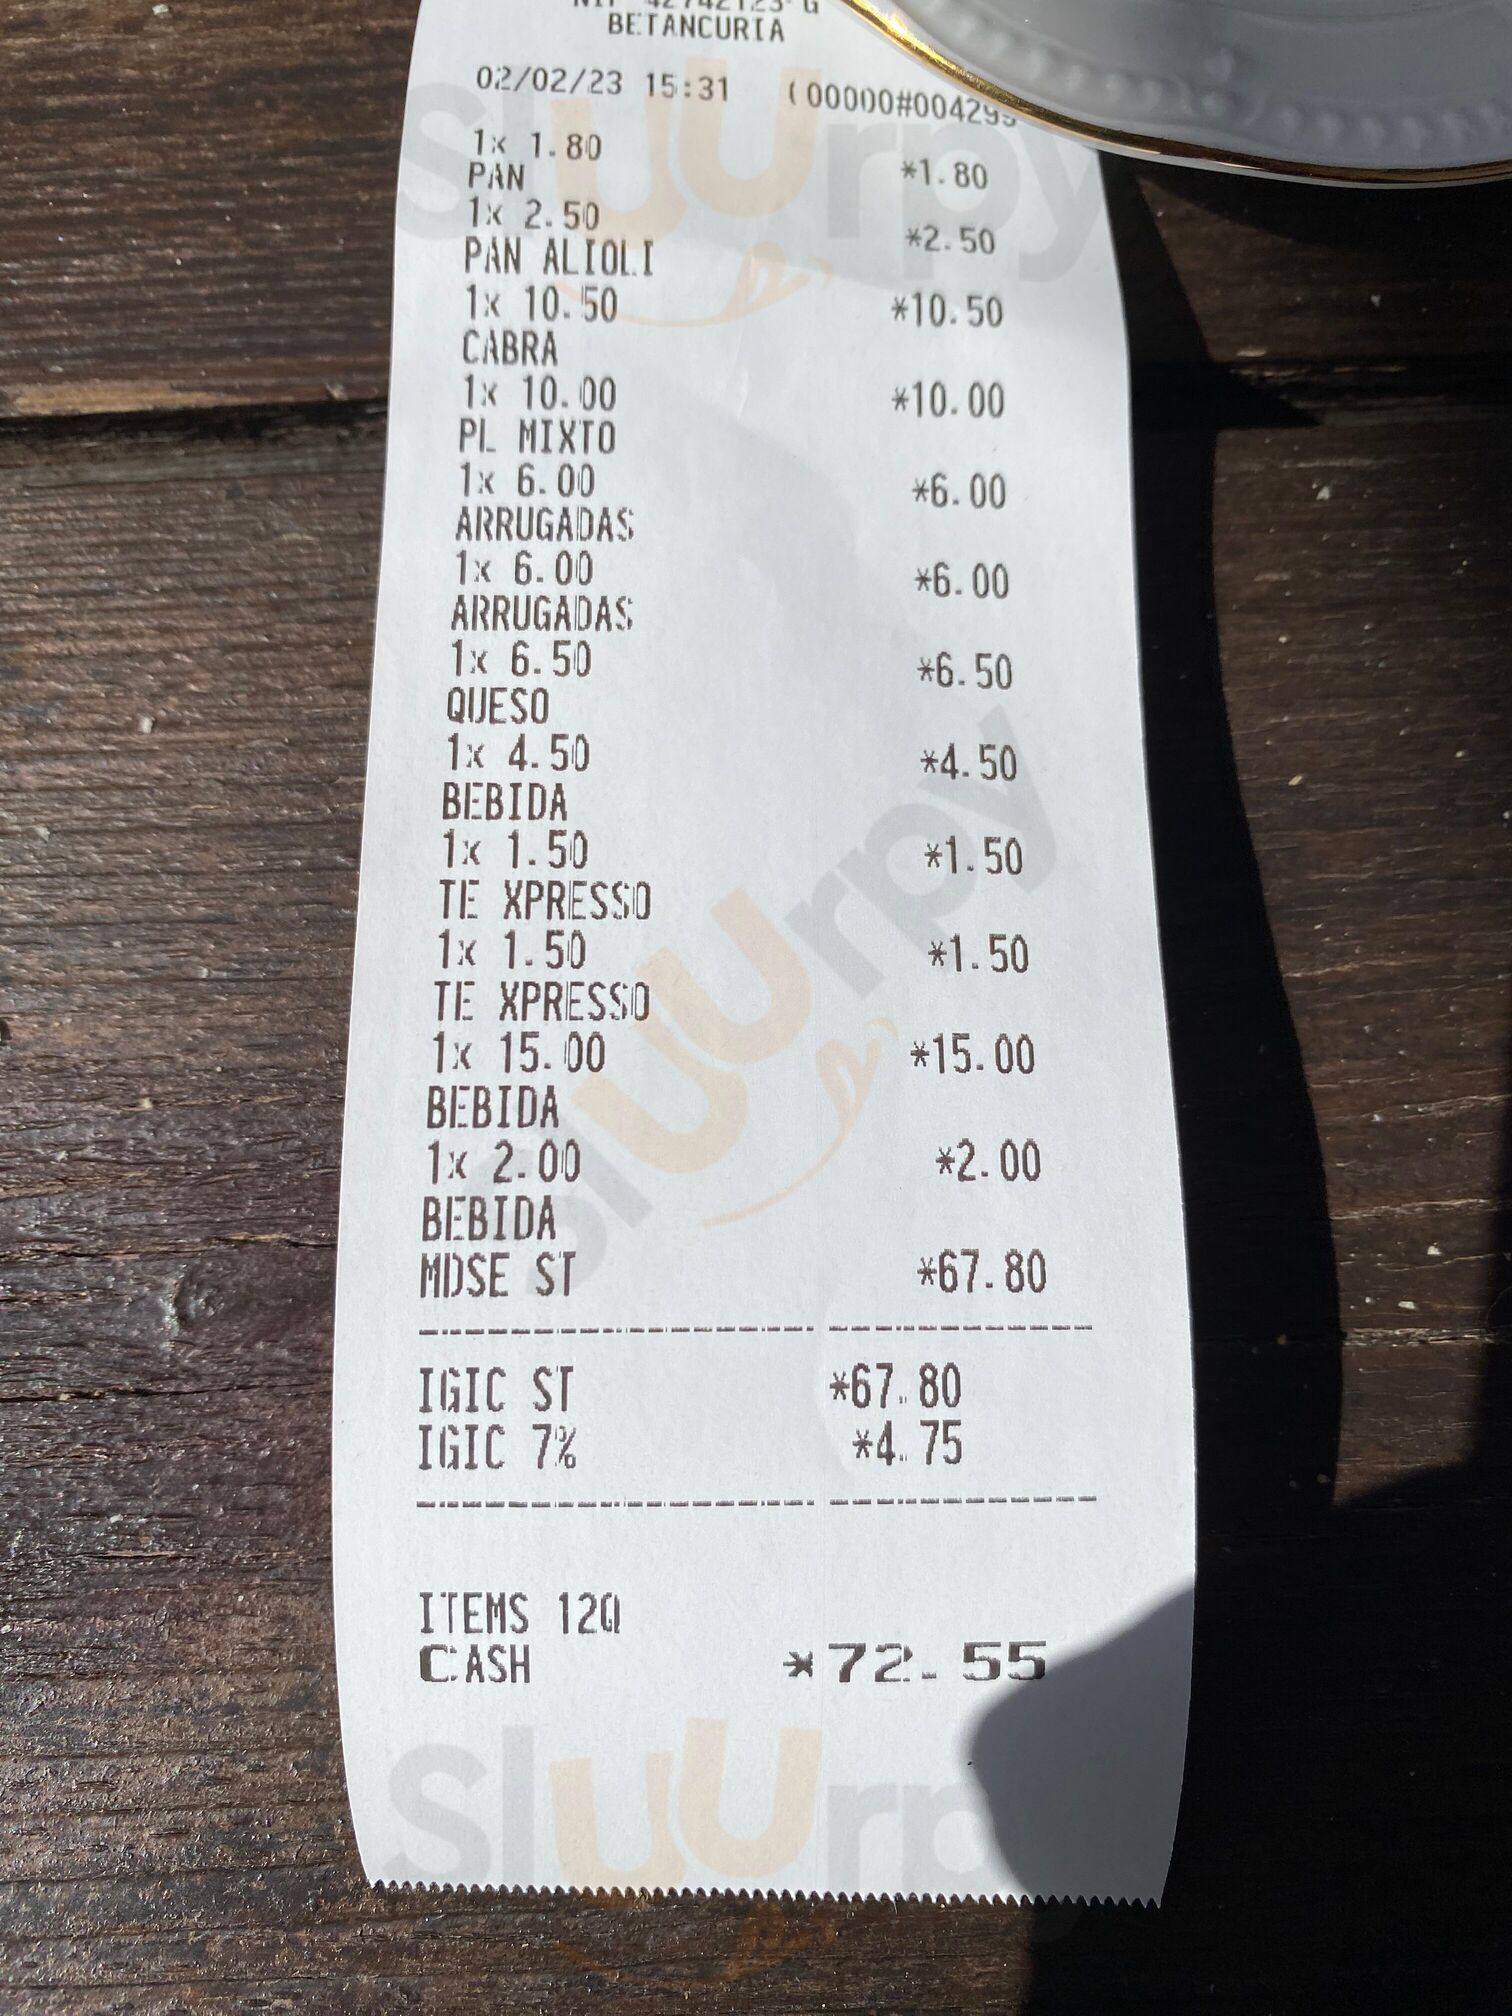 BETANCURIA
02/02/23 15:31 (00000#004299
1x 1.80
PAN *1.80
1x 2.50
PAN ALIOLI *2.50
1x 10.50 *10.50
CABRA
1x 10.00 *10.00
PL MIXTO
1x 6.00 *6.00
ARRUGADAS
1x 6.00 *6.00
ARRUGADAS
1x 6.50 *6.50
QUESO
1x 4.50 *4.50
BEBIDA
1x 1.50 *1.50
TE XPRESSO
1x 1.50 *1.50
TE XPRESSO
1x 15.00 *15.00
BEBIDA
1x 2.00 *2.00
BEBIDA
MDSE ST *67.80
IGIC ST *67.80
IGIC 7% *4.75
ITEMS 12Q
CASH *72.55
Sluurpy
Sluurpy
Sluurpy